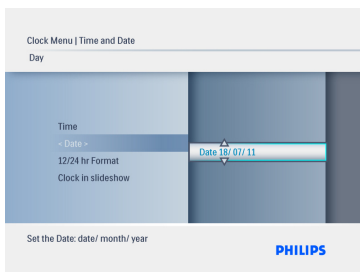 Clock Menu | Time and Date
Day
Time
« Date »
Date 18/ 07/ 11
12/24 hr Format
Clock in slideshow
Set the Date: date/ month/ year
PHILIPS